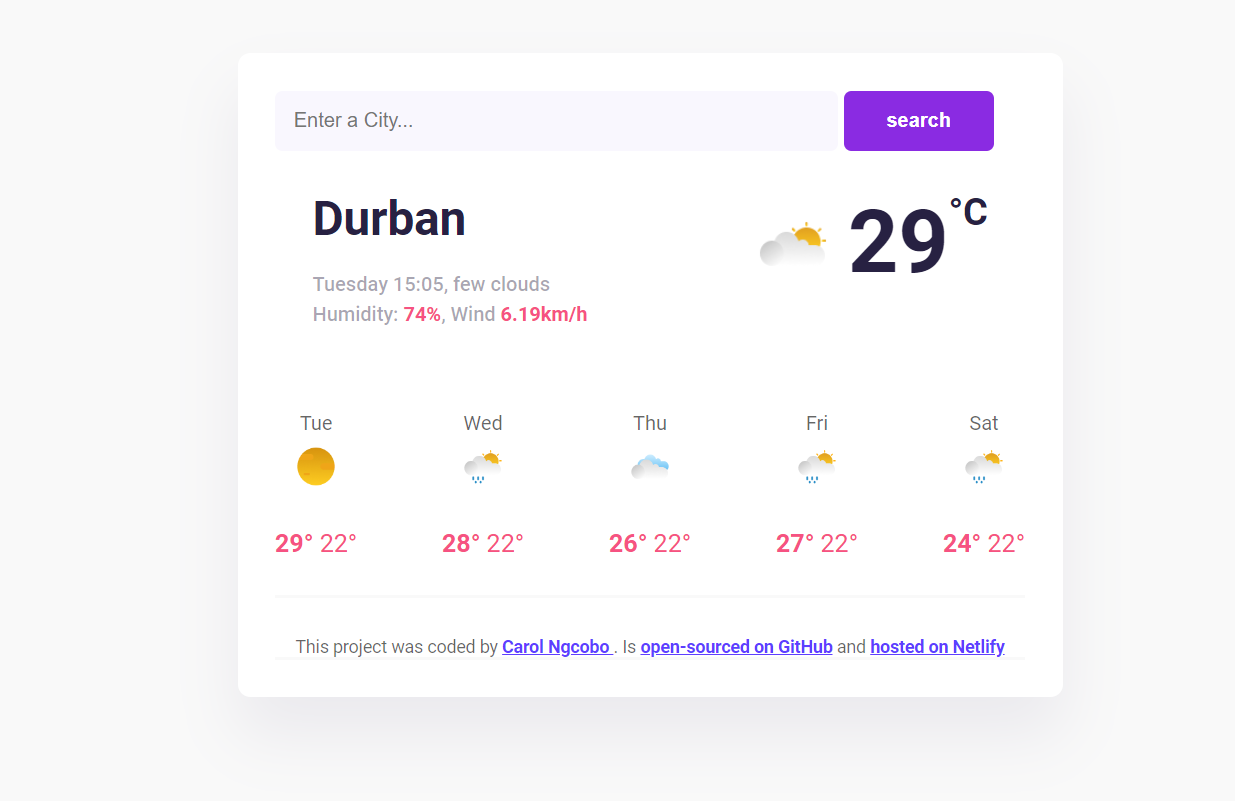 Enter a City...
search
Durban
29°C
Tuesday 15:05, few clouds
Humidity: 74%, Wind 6.19km/h
Tue Wed Thu Fri Sat
29° 22° 28° 22° 26° 22° 27° 22° 24° 22°
This project was coded by Carol Ngcobo . Is open-sourced on GitHub and hosted on Netlify